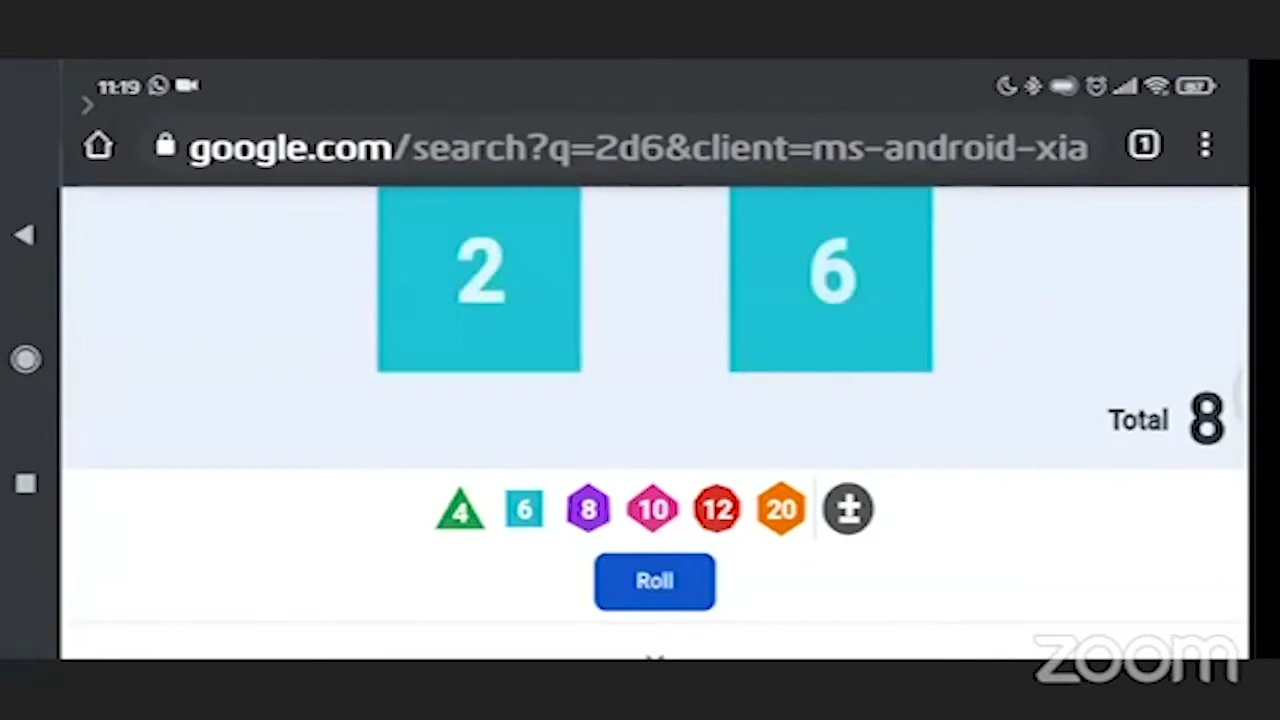 11:19
google.com/search?q=2d6&client=ms-android-xia
1
2 6
Total 8
4 6 8 10 12 20 ±
Roll
zoom